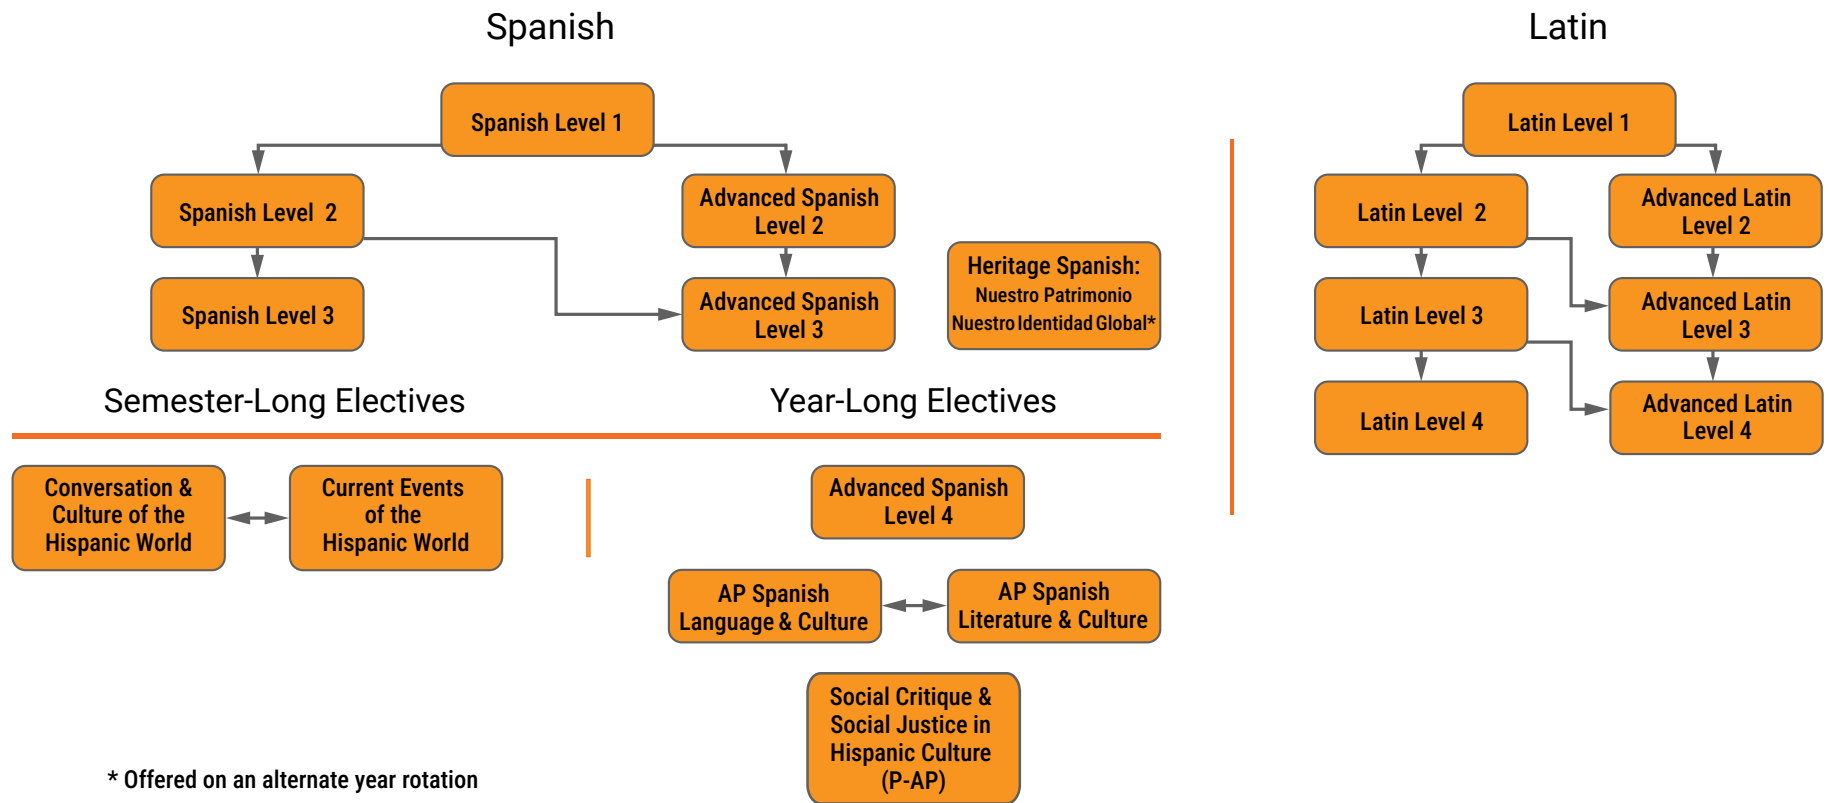 Spanish
Spanish Level 1
Spanish Level 2
Advanced Spanish
Level 2
Spanish Level 3
Advanced Spanish
Level 3
Heritage Spanish:
Nuestro Patrimonio
Nuestro Identidad Global*
Semester-Long Electives
Conversation &
Culture of the
Hispanic World
Current Events
of the
Hispanic World
Year-Long Electives
Advanced Spanish
Level 4
AP Spanish
Language & Culture
AP Spanish
Literature & Culture
Social Critique &
Social Justice in
Hispanic Culture
(P-AP)
* Offered on an alternate year rotation
Latin
Latin Level 1
Latin Level 2
Advanced Latin
Level 2
Latin Level 3
Advanced Latin
Level 3
Latin Level 4
Advanced Latin
Level 4